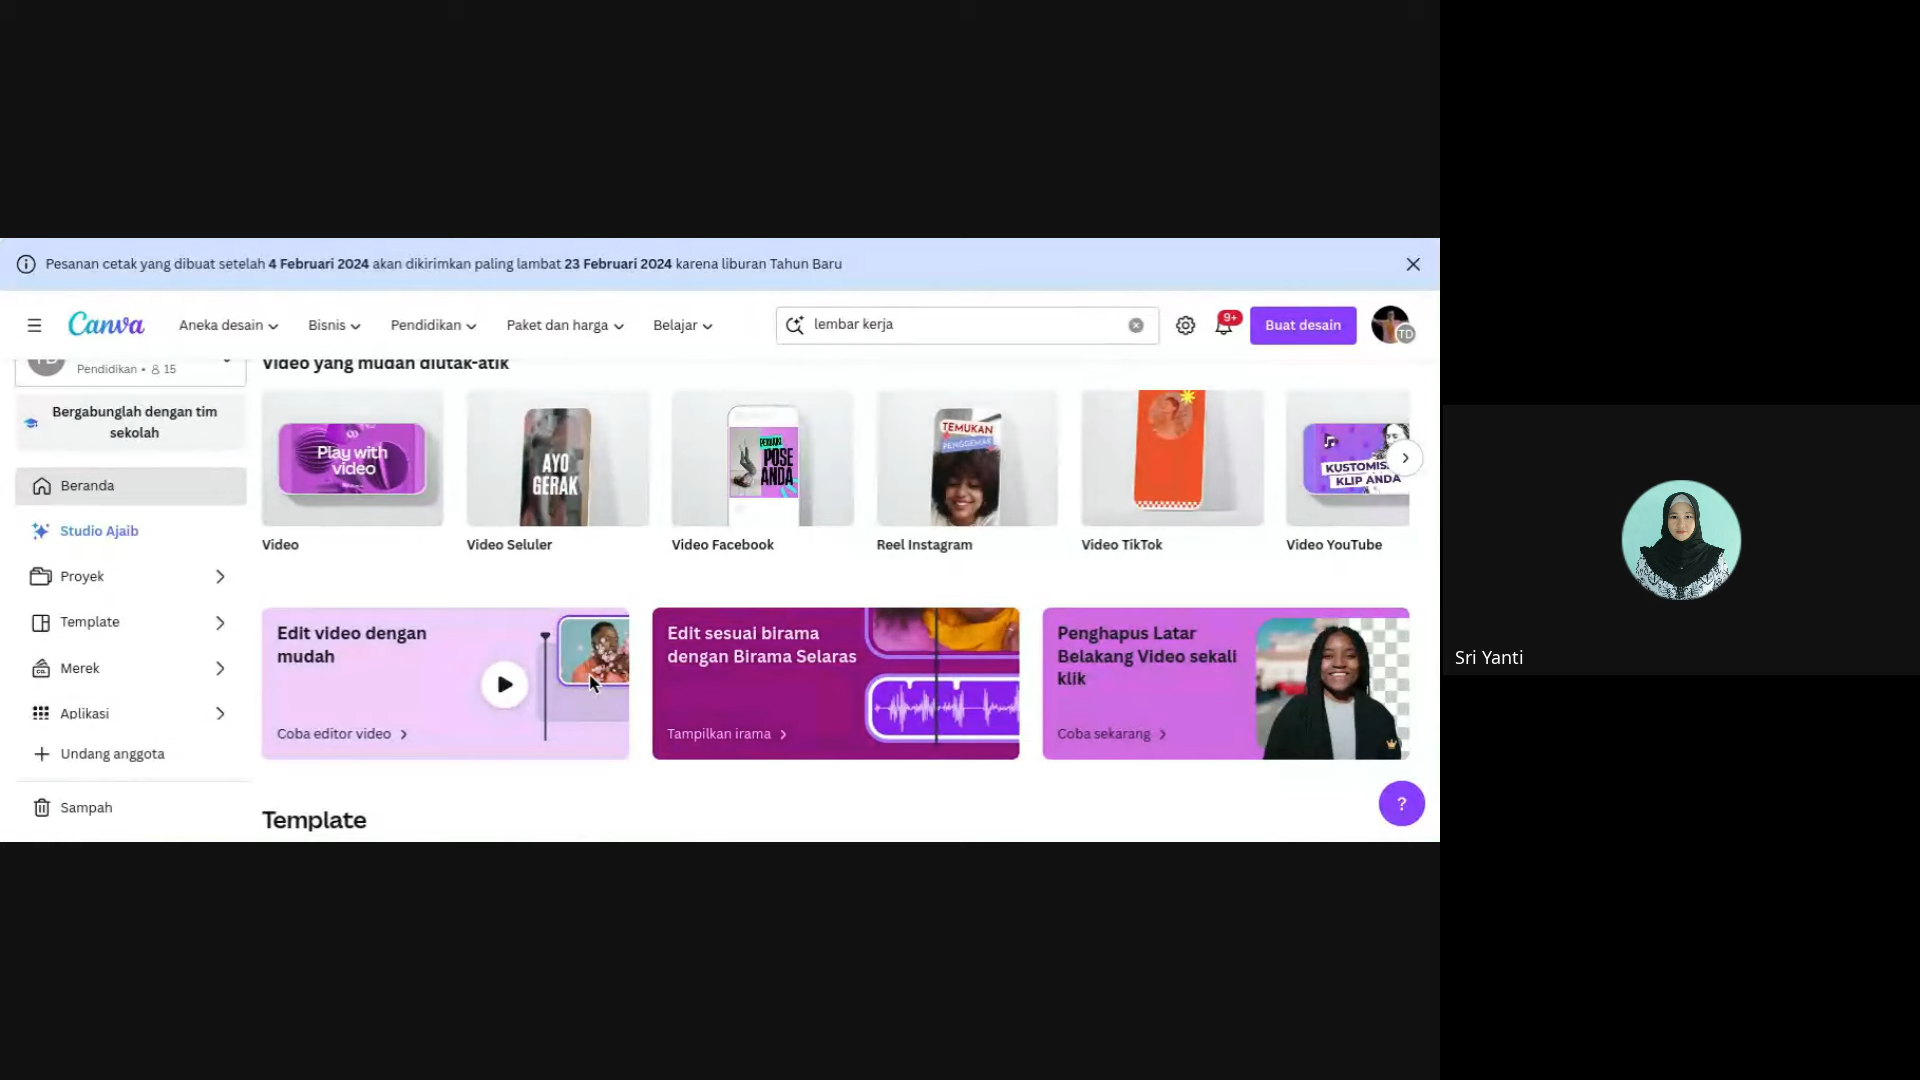 Pesanan cetak yang dibuat setelah 4 Februari 2024 akan dikirimkan paling lambat 23 Februari 2024 karena liburan Tahun Baru
Canva
Aneka desain
Bisnis
Pendidikan
Paket dan harga
Belajar
lembar kerja
9+
Buat desain
TD
TD
Pendidikan • 15
Bergabunglah dengan tim
sekolah
Beranda
Studio Ajaib
Proyek
Template
Merek
Aplikasi
Undang anggota
Sampah
Video yang mudah diutak-atik
Play with
video
AYO
GERAK
POSE
ANDA
TEMUKAN
PENGGEMAR
KUSTOMIS
KLIP ANDA
Video
Video Seluler
Video Facebook
Reel Instagram
Video TikTok
Video YouTube
Edit video dengan
mudah
Coba editor video
Edit sesuai birama
dengan Birama Selaras
Tampilkan irama
Penghapus Latar
Belakang Video sekali
klik
Coba sekarang
Template
?
Sri Yanti